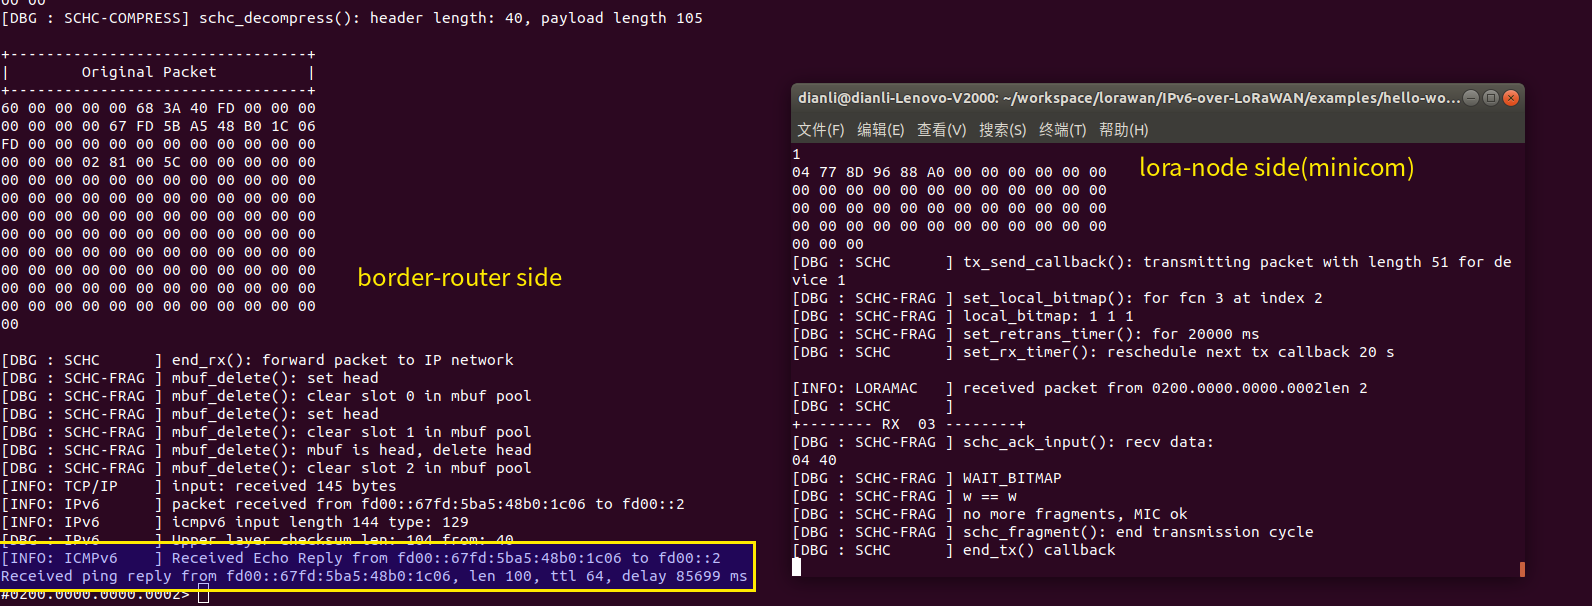 00 00
[DBG : SCHC-COMPRESS] schc_decompress(): header length: 40, payload length 105
+---------------------------------+
|        Original Packet          |
+---------------------------------+
60 00 00 00 00 68 3A 40 FD 00 00 00
00 00 00 00 67 FD 5B A5 48 B0 1C 06
FD 00 00 00 00 00 00 00 00 00 00 00
00 00 00 02 81 00 5C 00 00 00 00 00
00 00 00 00 00 00 00 00 00 00 00 00
00 00 00 00 00 00 00 00 00 00 00 00
00 00 00 00 00 00 00 00 00 00 00 00
00 00 00 00 00 00 00 00 00 00 00 00
00 00 00 00 00 00 00 00 00 00 00 00
00 00 00 00 00 00 00 00 00 00 00 00
00 00 00 00 00 00 00 00 00 00 00 00
00 00 00 00 00 00 00 00 00 00 00 00
00
border-router side
[DBG : SCHC      ] end_rx(): forward packet to IP network
[DBG : SCHC-FRAG ] mbuf_delete(): set head
[DBG : SCHC-FRAG ] mbuf_delete(): clear slot 0 in mbuf pool
[DBG : SCHC-FRAG ] mbuf_delete(): set head
[DBG : SCHC-FRAG ] mbuf_delete(): clear slot 1 in mbuf pool
[DBG : SCHC-FRAG ] mbuf_delete(): mbuf is head, delete head
[DBG : SCHC-FRAG ] mbuf_delete(): clear slot 2 in mbuf pool
[INFO: TCP/IP    ] input: received 145 bytes
[INFO: IPv6      ] packet received from fd00::67fd:5ba5:48b0:1c06 to fd00::2
[INFO: IPv6      ] icmpv6 input length 144 type: 129
[DBG : IPv6      ] Upper layer checksum len: 104 from: 40
[INFO: ICMPv6    ] Received Echo Reply from fd00::67fd:5ba5:48b0:1c06 to fd00::2
Received ping reply from fd00::67fd:5ba5:48b0:1c06, len 100, ttl 64, delay 85699 ms
#0200.0000.0000.0002>
dianli@dianli-Lenovo-V2000: ~/workspace/lorawan/IPv6-over-LoRaWAN/examples/hello-wo...
文件(F) 编辑(E) 查看(V) 搜索(S) 终端(T) 帮助(H)
1
lora-node side(minicom)
04 77 8D 96 88 A0 00 00 00 00 00 00
00 00 00 00 00 00 00 00 00 00 00 00
00 00 00 00 00 00 00 00 00 00 00 00
00 00 00 00 00 00 00 00 00 00 00 00
00 00 00
[DBG : SCHC      ] tx_send_callback(): transmitting packet with length 51 for de
vice 1
[DBG : SCHC-FRAG ] set_local_bitmap(): for fcn 3 at index 2
[DBG : SCHC-FRAG ] local_bitmap: 1 1 1
[DBG : SCHC-FRAG ] set_retrans_timer(): for 20000 ms
[DBG : SCHC      ] set_rx_timer(): reschedule next tx callback 20 s
[INFO: LORAMAC   ] received packet from 0200.0000.0000.0002len 2
[DBG : SCHC      ]
+-------- RX  03 --------+
[DBG : SCHC-FRAG ] schc_ack_input(): recv data:
04 40
[DBG : SCHC-FRAG ] WAIT_BITMAP
[DBG : SCHC-FRAG ] w == w
[DBG : SCHC-FRAG ] no more fragments, MIC ok
[DBG : SCHC-FRAG ] schc_fragment(): end transmission cycle
[DBG : SCHC      ] end_tx() callback